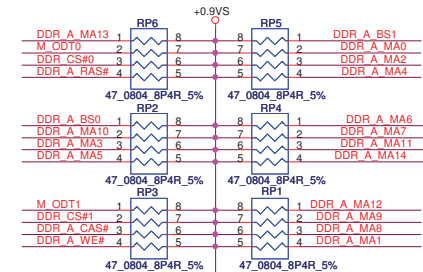 +0.9VS
RP6 RP5
DDR_A_MA13 1 8 8 1 DDR_A_BS1
M_ODT0 2 7 7 2 DDR_A_MA0
DDR_CS#0 3 6 6 3 DDR_A_MA2
DDR_A_RAS# 4 5 5 4 DDR_A_MA4
47_0804_8P4R_5% 47_0804_8P4R_5%
RP2 RP4
DDR_A_BS0 1 8 8 1 DDR_A_MA6
DDR_A_MA10 2 7 7 2 DDR_A_MA7
DDR_A_MA3 3 6 6 3 DDR_A_MA11
DDR_A_MA5 4 5 5 4 DDR_A_MA14
47_0804_8P4R_5% 47_0804_8P4R_5%
RP3 RP1
M_ODT1 1 8 8 1 DDR_A_MA12
DDR_CS#1 2 7 7 2 DDR_A_MA9
DDR_A_CAS# 3 6 6 3 DDR_A_MA8
DDR_A_WE# 4 5 5 4 DDR_A_MA1
47_0804_8P4R_5% 47_0804_8P4R_5%